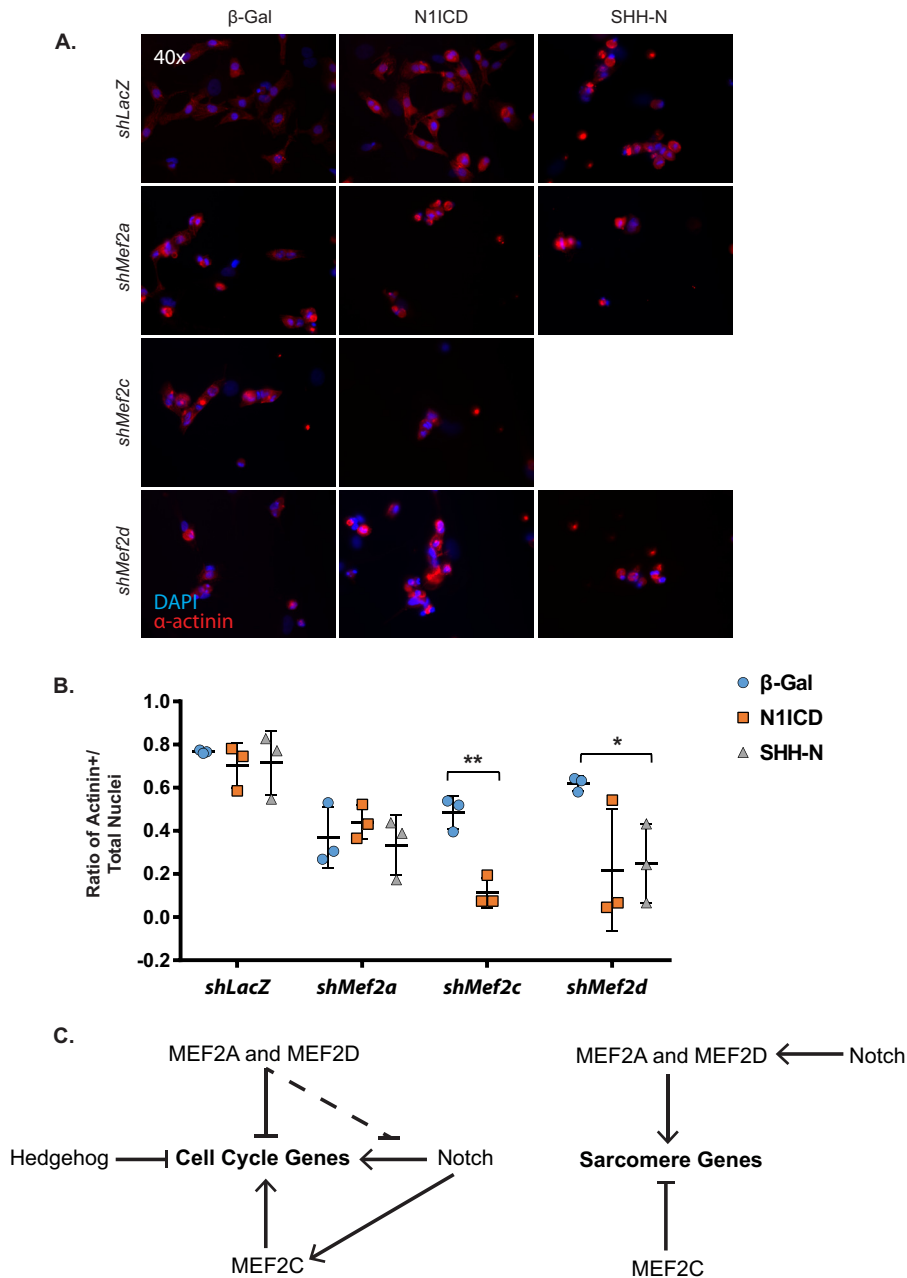 β-Gal N1ICD SHH-N
A.
40x
shLacZ
shMef2a
shMef2c
shMef2d
DAPI
α-actinin
B.
β-Gal
N1ICD
SHH-N
Ratio of Actinin+/
Total Nuclei
1.0
0.8
0.6
0.4
0.2
0.0
-0.2
**
*
shLacZ shMef2a shMef2c shMef2d
C.
MEF2A and MEF2D
Hedgehog Cell Cycle Genes Notch
MEF2C
MEF2A and MEF2D Notch
Sarcomere Genes
MEF2C